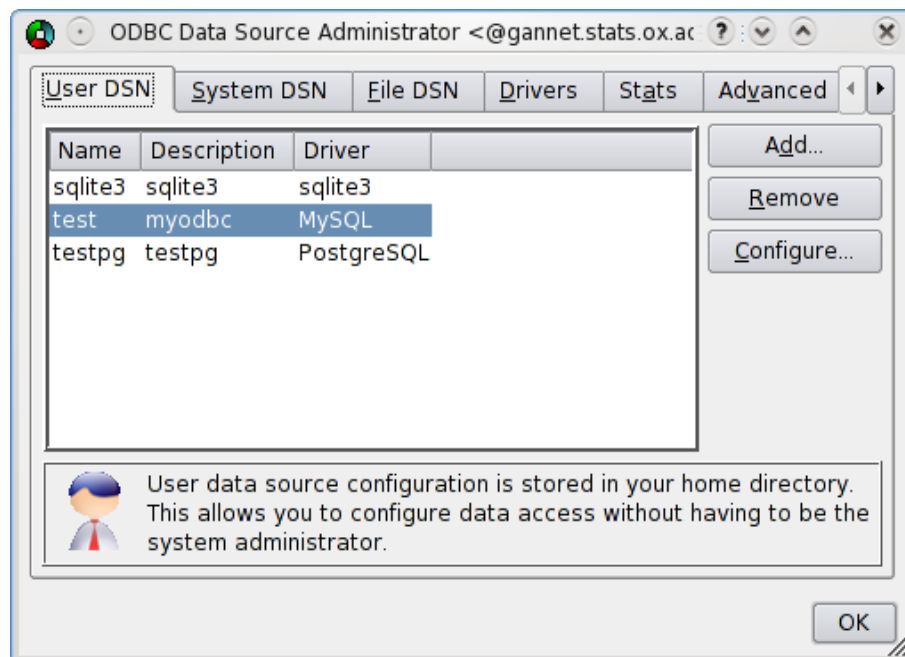 ODBC Data Source Administrator <@gannet.stats.ox.ac
User DSN System DSN File DSN Drivers Stats Advanced
Name Description Driver
sqlite3 sqlite3 sqlite3
test myodbc MySQL
testpg testpg PostgreSQL
Add...
Remove
Configure...
User data source configuration is stored in your home directory.
This allows you to configure data access without having to be the
system administrator.
OK